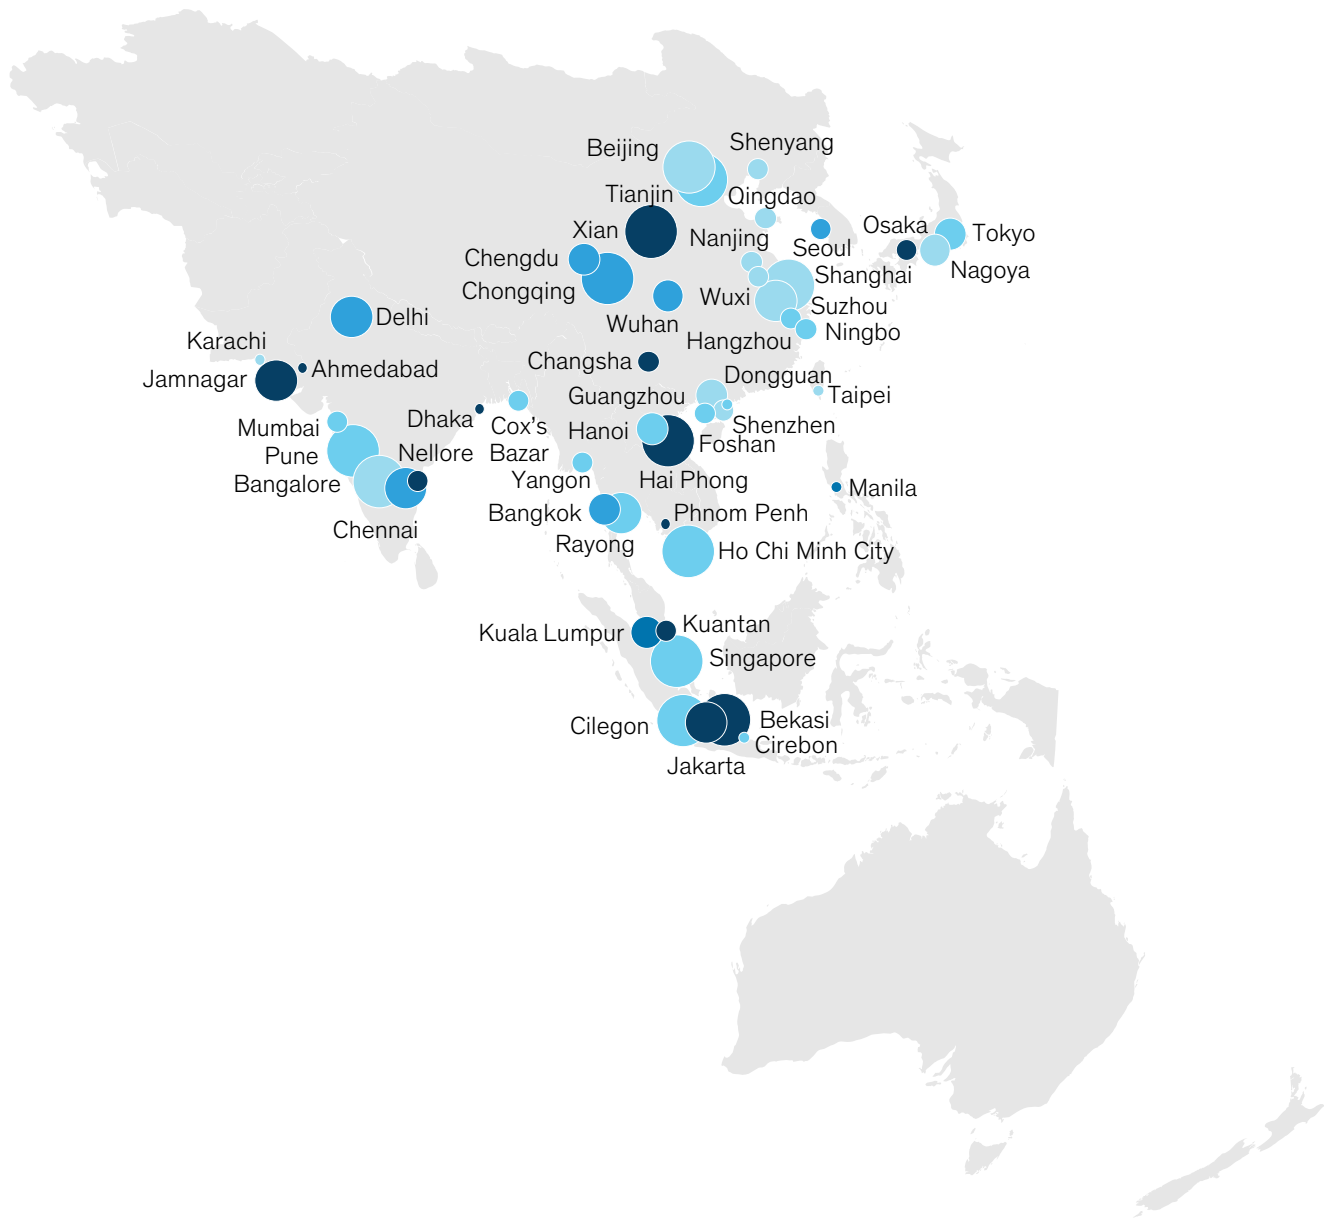 Beijing
Shenyang
Tianjin
Qingdao
Xian
Nanjing
Seoul
Osaka
Tokyo
Nagoya
Chengdu
Chongqing
Shanghai
Wuxi
Suzhou
Wuhan
Ningbo
Hangzhou
Delhi
Karachi
Jamnagar
Ahmedabad
Changsha
Dongguan
Guangzhou
Taipei
Dhaka
Cox's
Bazar
Mumbai
Pune
Nellore
Bangalore
Chennai
Hanoi
Shenzhen
Foshan
Yangon
Hai Phong
Manila
Bangkok
Phnom Penh
Rayong
Ho Chi Minh City
Kuala Lumpur
Kuantan
Singapore
Cilegon
Bekasi
Cirebon
Jakarta